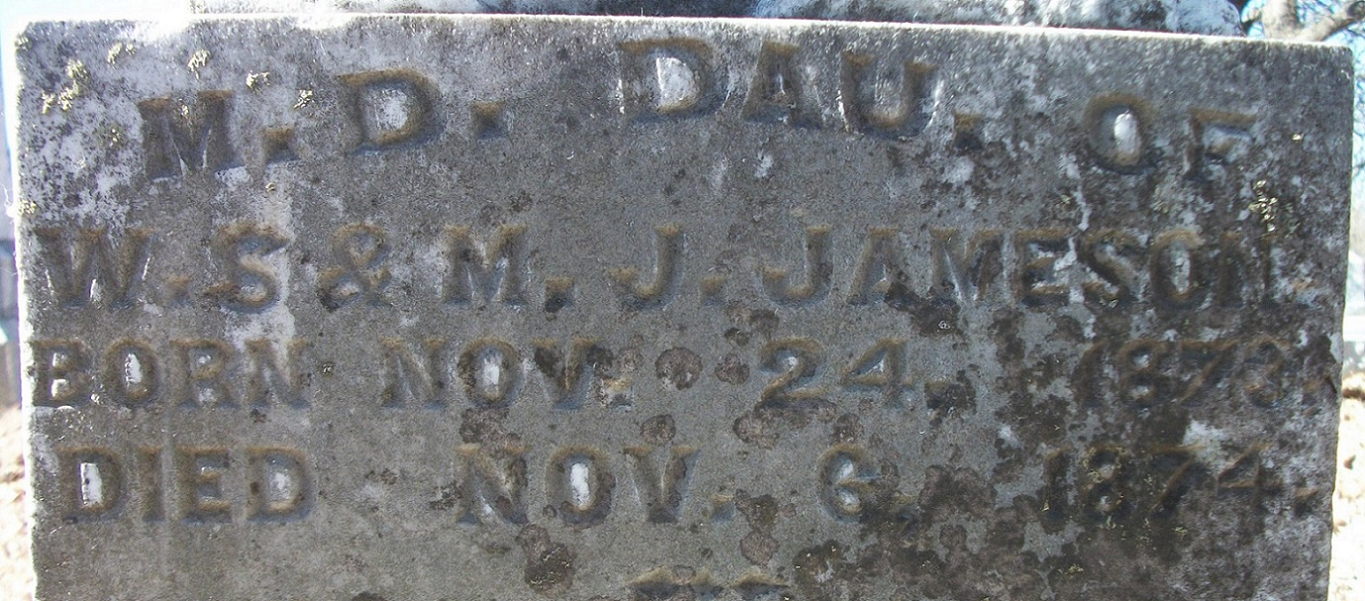 M. D. DAU. OF
W. S & M. J. JAMESON
BORN NOV. 24. 1873.
DIED NOV. 6. 1874.